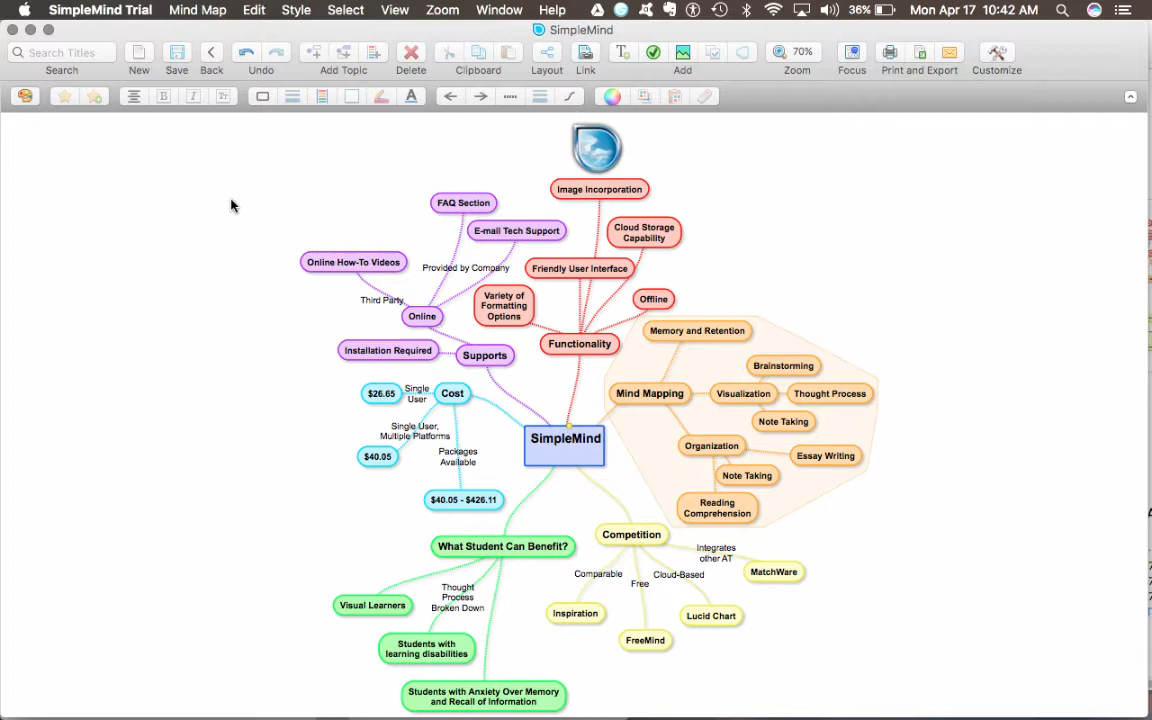 SimpleMind Trial Mind Map Edit Style Select View Zoom Window Help 36% Mon Apr 17 10:42 AM
SimpleMind
Search Titles 70%
Search New Save Back Undo Add Topic Delete Clipboard Layout Link Add Zoom Focus Print and Export Customize
B I Tr A
Image Incorporation
FAQ Section
E-mail Tech Support
Cloud Storage
Capability
Online How-To Videos
Provided by Company
Friendly User Interface
Third Party
Variety of
Formatting
Options
Offline
Online
Memory and Retention
Functionality
Installation Required
Supports
Brainstorming
$26.65
Single
User
Cost
Mind Mapping
Visualization
Thought Process
Note Taking
Single User,
Multiple Platforms
SimpleMind
Organization
$40.05
Packages
Available
Essay Writing
Note Taking
$40.05 - $426.11
Reading
Comprehension
Competition
What Student Can Benefit?
Integrates
other AT
Comparable
Free
Cloud-Based
MatchWare
Thought
Process
Broken Down
Visual Learners
Inspiration
Lucid Chart
FreeMind
Students with
learning disabilities
Students with Anxiety Over Memory
and Recall of Information